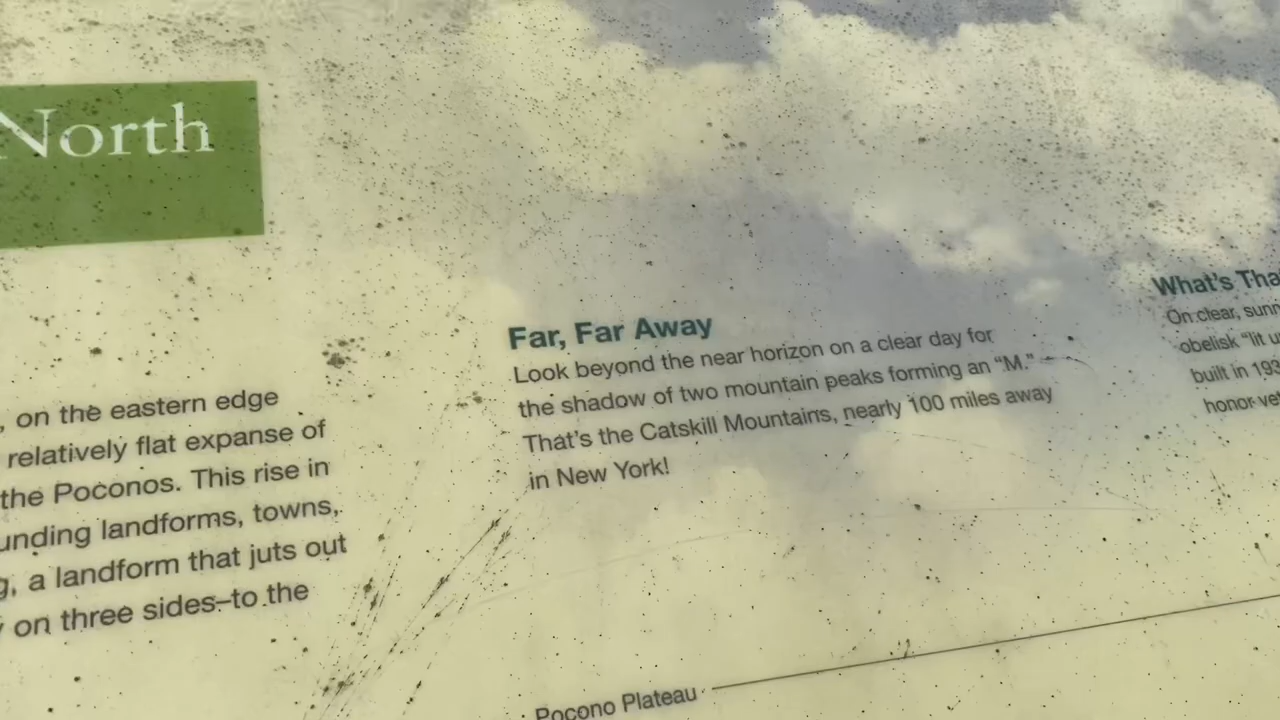 North
, on the eastern edge
relatively flat expanse of
the Poconos. This rise in
unding landforms, towns,
g, a landform that juts out
y on three sides–to the
Far, Far Away
Look beyond the near horizon on a clear day for
the shadow of two mountain peaks forming an “M.”
That’s the Catskill Mountains, nearly 100 miles away
in New York!
What’s Tha
On clear, sunn
obelisk “lit u
built in 193
honor vet
Pocono Plateau